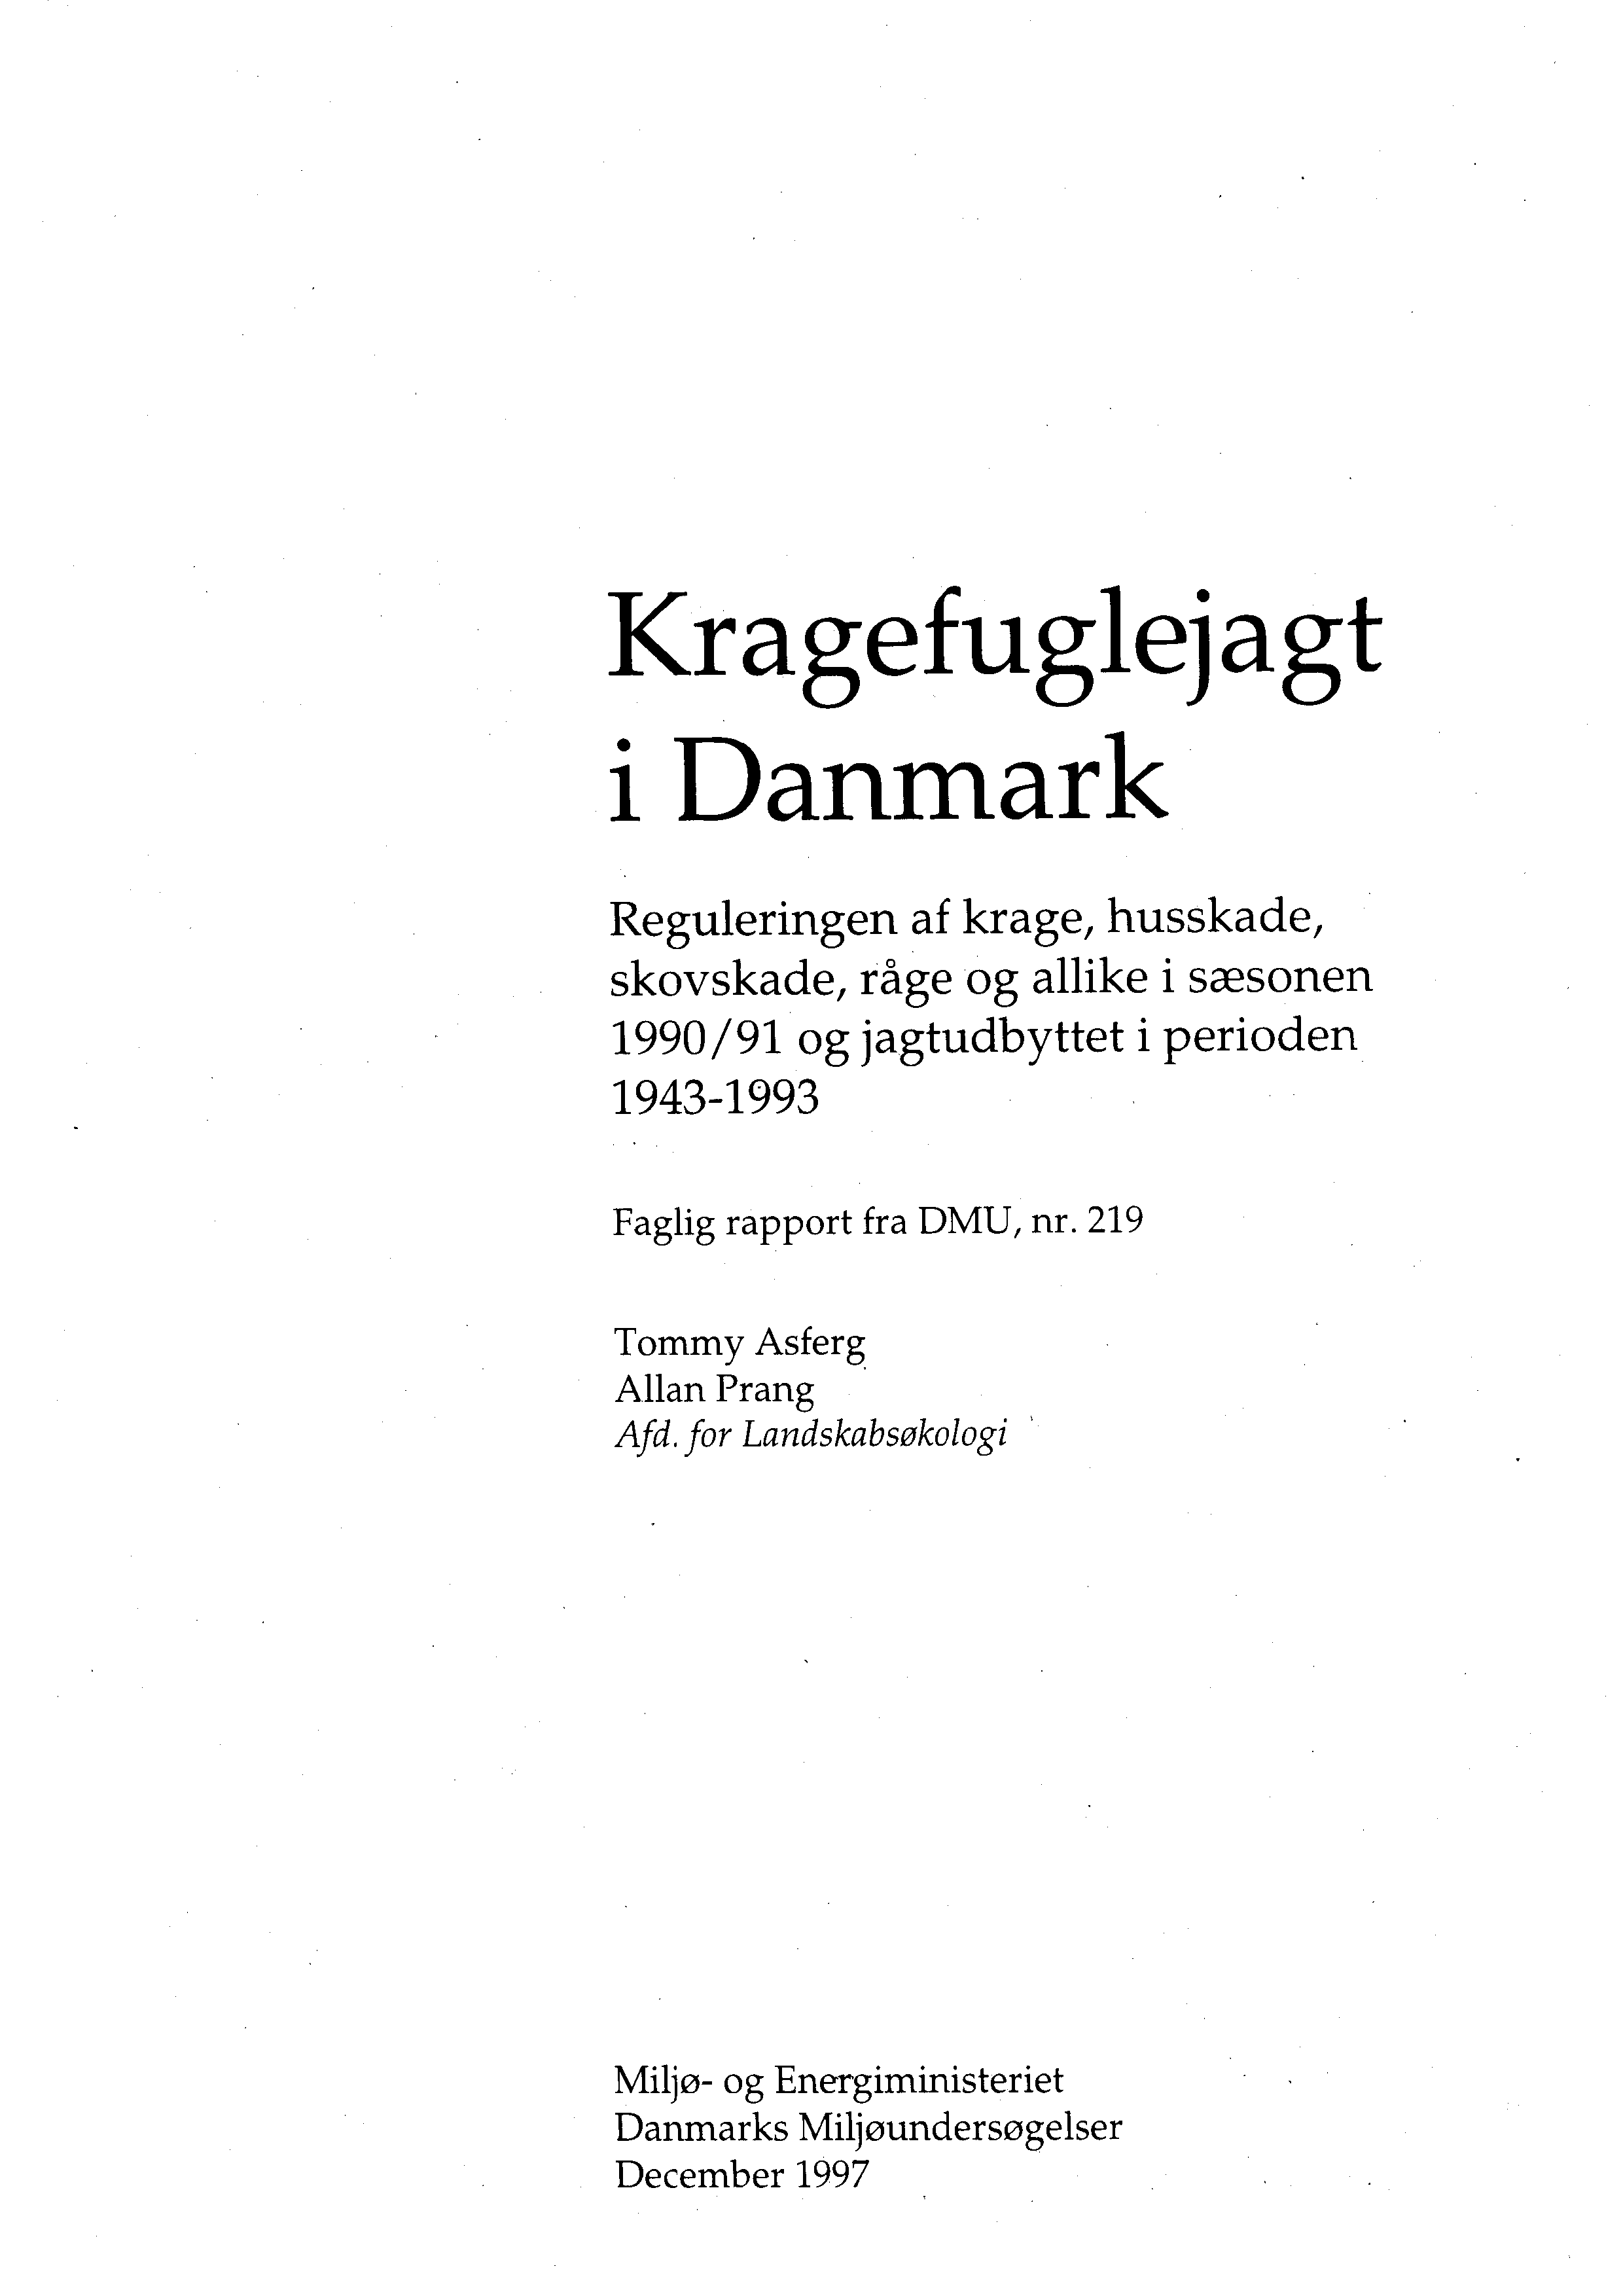 Kragefuglejagt
i Danmark
Reguleringen af krage, husskade,
skovskade, råge og allike i sæsonen
1990/91 og jagtudbyttet i perioden
1943-1993
Faglig rapport fra DMU, nr. 219
Tommy Asferg
Allan Prang
Afd. for Landskabsøkologi
Miljø- og Energiministeriet
Danmarks Miljøundersøgelser
December 1997